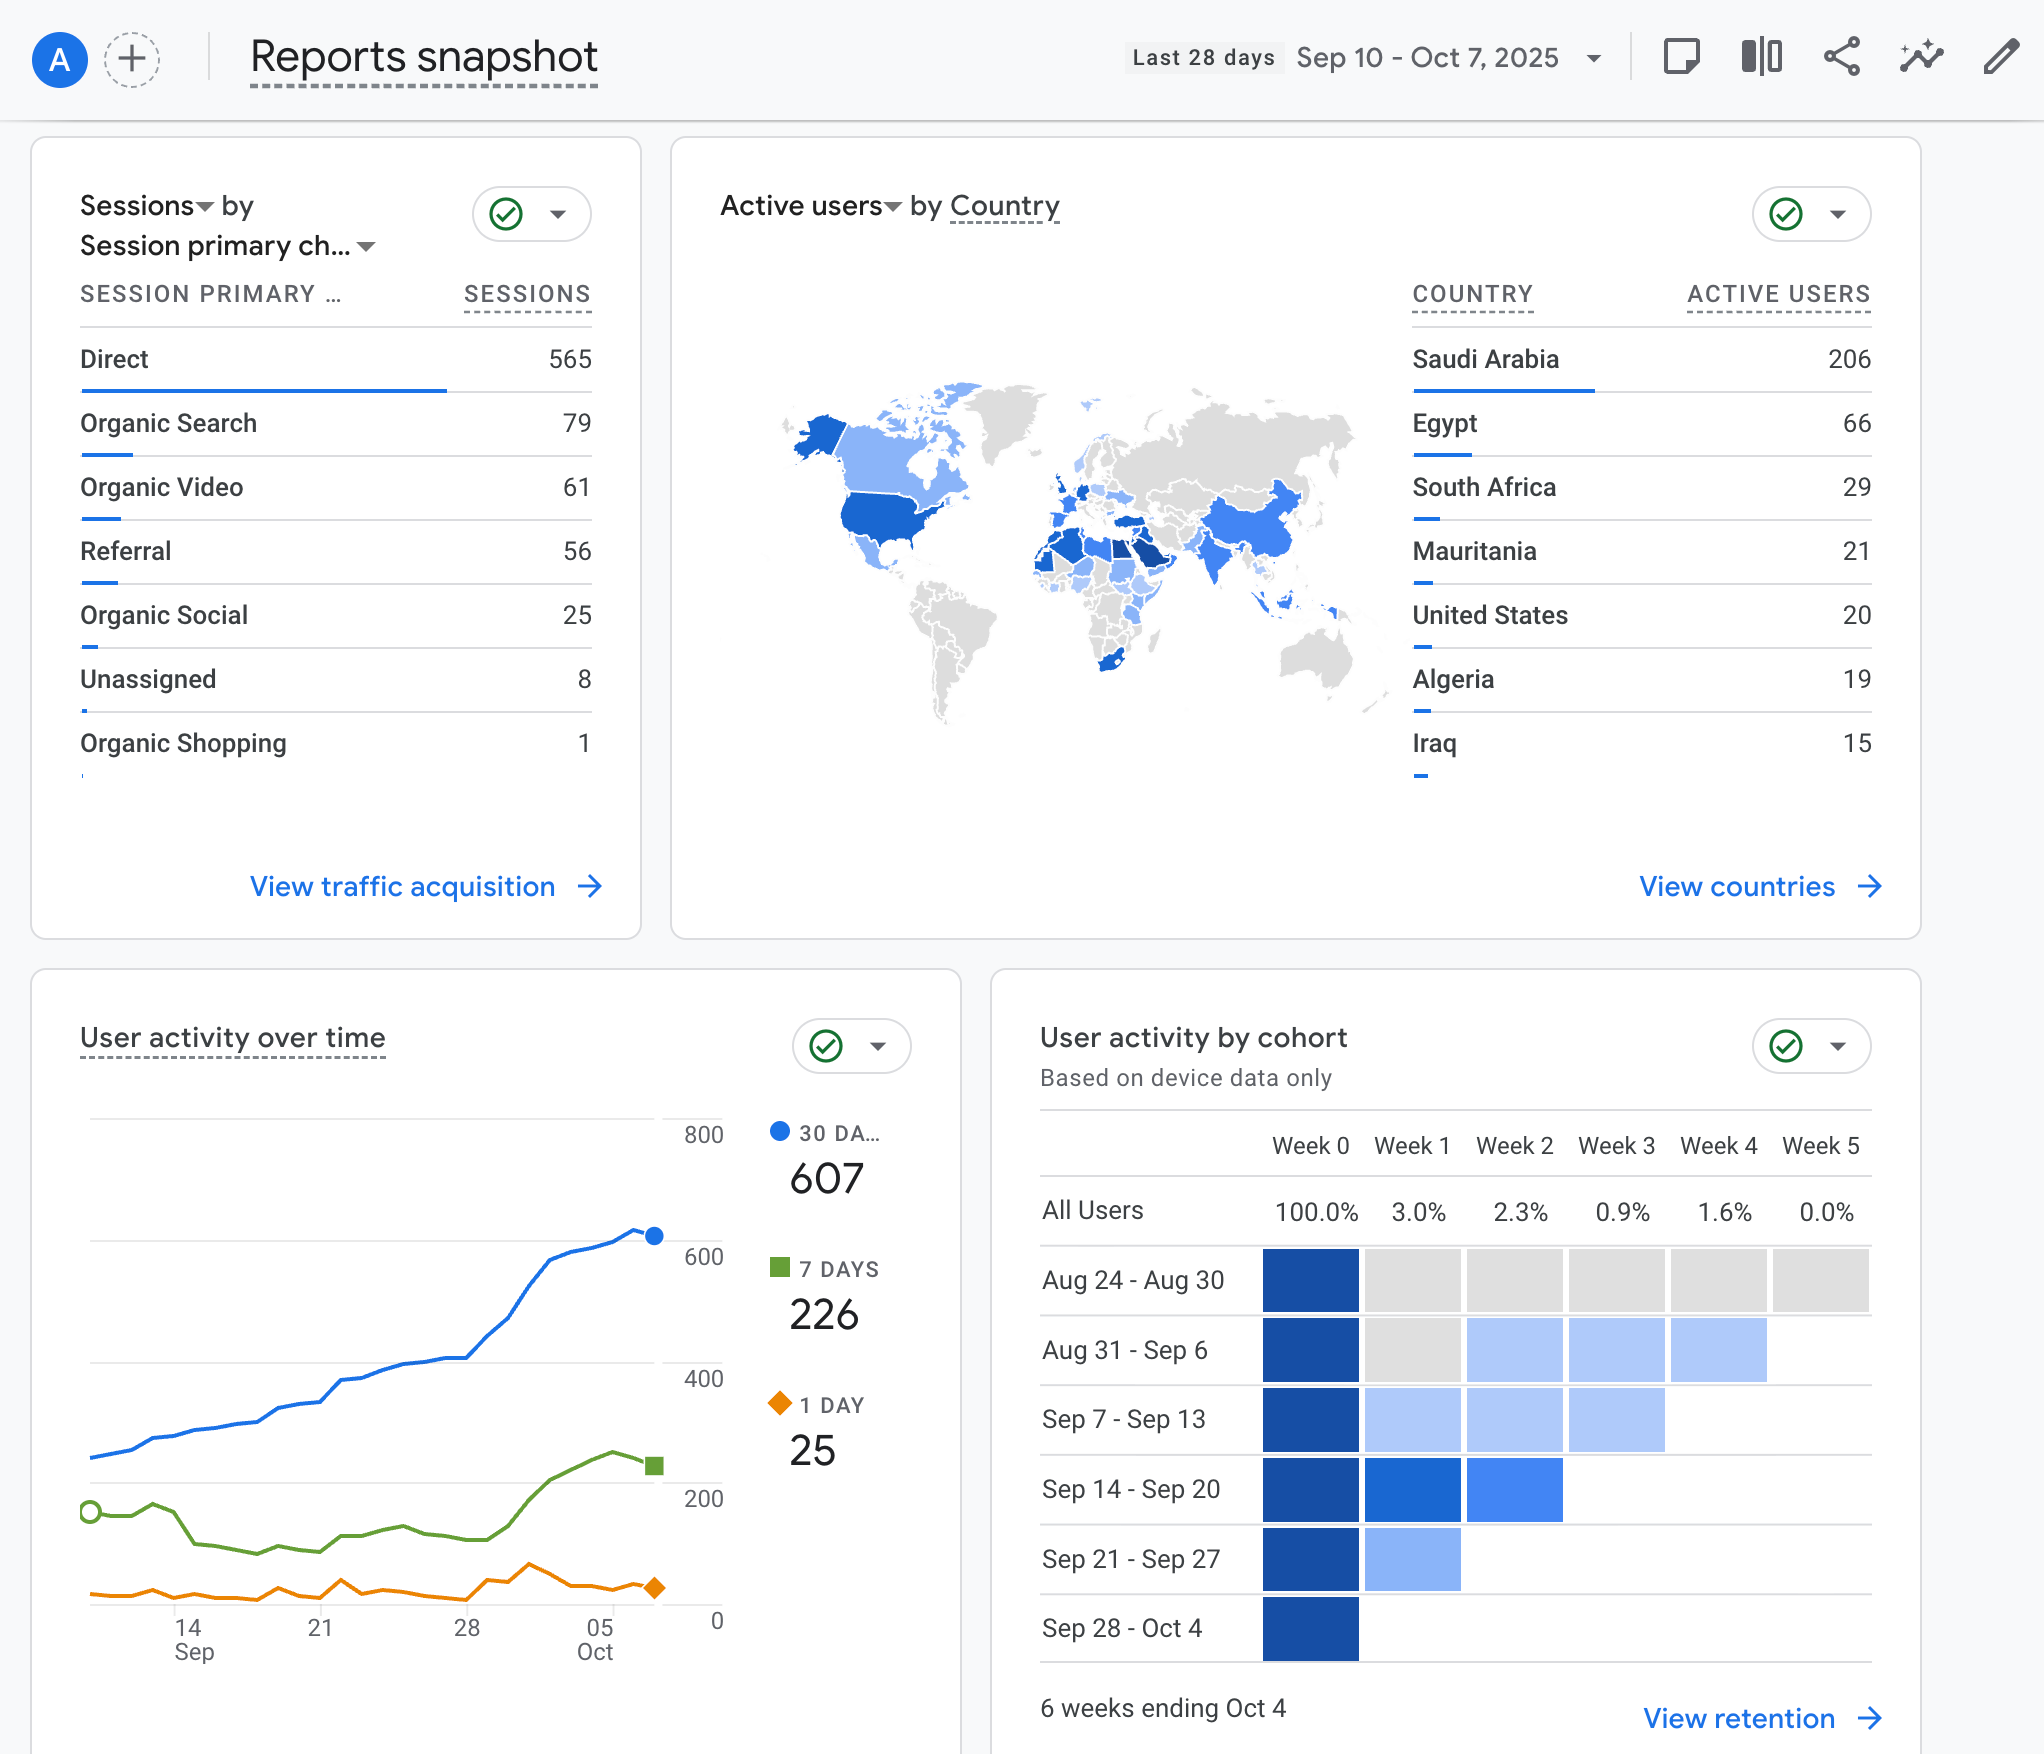 A
Reports snapshot
Last 28 days Sep 10 - Oct 7, 2025
Sessions by
Session primary ch...
SESSION PRIMARY ... SESSIONS
Direct 565
Organic Search 79
Organic Video 61
Referral 56
Organic Social 25
Unassigned 8
Organic Shopping 1
View traffic acquisition
Active users by Country
COUNTRY ACTIVE USERS
Saudi Arabia 206
Egypt 66
South Africa 29
Mauritania 21
United States 20
Algeria 19
Iraq 15
View countries
User activity over time
800
600
400
200
0
14 21 28 05
Sep Oct
30 DA...
607
7 DAYS
226
1 DAY
25
User activity by cohort
Based on device data only
Week 0 Week 1 Week 2 Week 3 Week 4 Week 5
All Users 100.0% 3.0% 2.3% 0.9% 1.6% 0.0%
Aug 24 - Aug 30
Aug 31 - Sep 6
Sep 7 - Sep 13
Sep 14 - Sep 20
Sep 21 - Sep 27
Sep 28 - Oct 4
6 weeks ending Oct 4
View retention